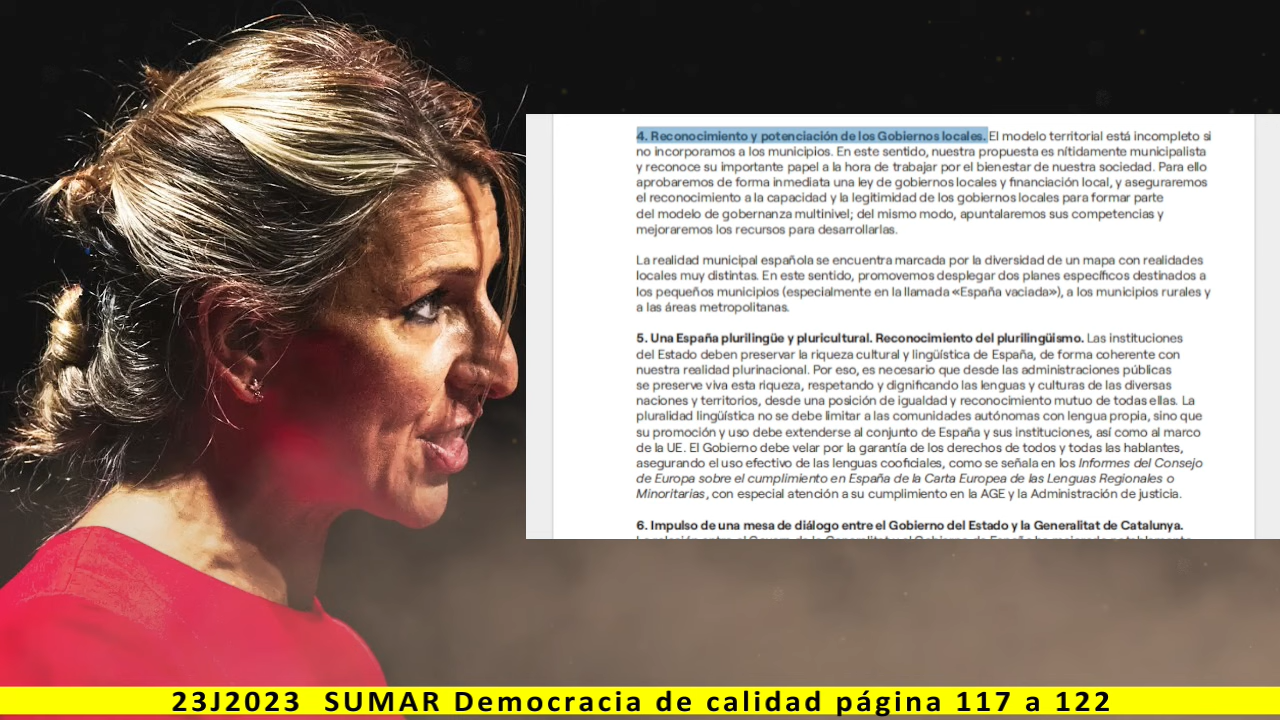 4. Reconocimiento y potenciación de los Gobiernos locales. El modelo territorial está incompleto si
no incorporamos a los municipios. En este sentido, nuestra propuesta es nítidamente municipalista
y reconoce su importante papel a la hora de trabajar por el bienestar de nuestra sociedad. Para ello
aprobaremos de forma inmediata una ley de gobiernos locales y financiación local, y aseguraremos
el reconocimiento a la capacidad y la legitimidad de los gobiernos locales para formar parte
del modelo de gobernanza multinivel; del mismo modo, apuntalaremos sus competencias y
mejoraremos los recursos para desarrollarlas.
La realidad municipal española se encuentra marcada por la diversidad de un mapa con realidades
locales muy distintas. En este sentido, promovemos desplegar dos planes específicos destinados a
los pequeños municipios (especialmente en la llamada «España vaciada»), a los municipios rurales y
a las áreas metropolitanas.
5. Una España plurilingüe y pluricultural. Reconocimiento del plurilingüismo. Las instituciones
del Estado deben preservar la riqueza cultural y lingüística de España, de forma coherente con
nuestra realidad plurinacional. Por eso, es necesario que desde las administraciones públicas
se preserve viva esta riqueza, respetando y dignificando las lenguas y culturas de las diversas
naciones y territorios, desde una posición de igualdad y reconocimiento mutuo de todas ellas. La
pluralidad lingüística no se debe limitar a las comunidades autónomas con lengua propia, sino que
su promoción y uso debe extenderse al conjunto de España y sus instituciones, así como al marco
de la UE. El Gobierno debe velar por la garantía de los derechos de todos y todas las hablantes,
asegurando el uso efectivo de las lenguas cooficiales, como se señala en los Informes del Consejo
de Europa sobre el cumplimiento en España de la Carta Europea de las Lenguas Regionales o
Minoritarias, con especial atención a su cumplimiento en la AGE y la Administración de justicia.
6. Impulso de una mesa de diálogo entre el Gobierno del Estado y la Generalitat de Catalunya.
23J2023 SUMAR Democracia de calidad página 117 a 122